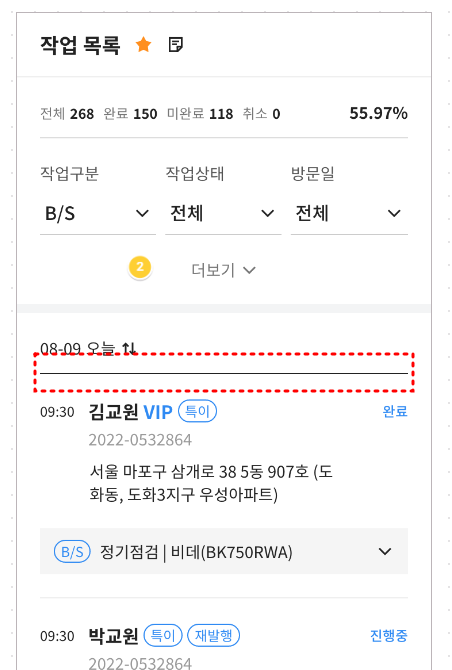 작업 목록
전체 268 완료 150 미완료 118 취소 0 55.97%
작업구분 작업상태 방문일
B/S 전체 전체
2 더보기
08-09 오늘
09:30 김교원 VIP 특이 완료
2022-0532864
서울 마포구 삼개로 38 5동 907호 (도
화동, 도화3지구 우성아파트)
B/S 정기점검 | 비데(BK750RWA)
09:30 박교원 특이 재발행 진행중
2022-0532864